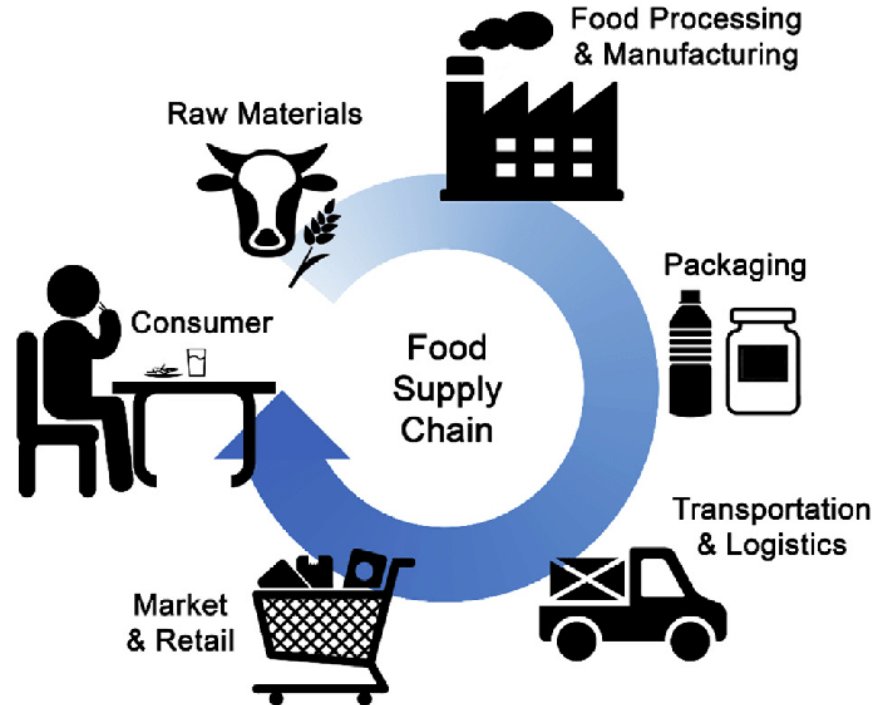 Food Processing
& Manufacturing
Raw Materials
Packaging
Consumer
Food
Supply
Chain
Transportation
& Logistics
Market
& Retail